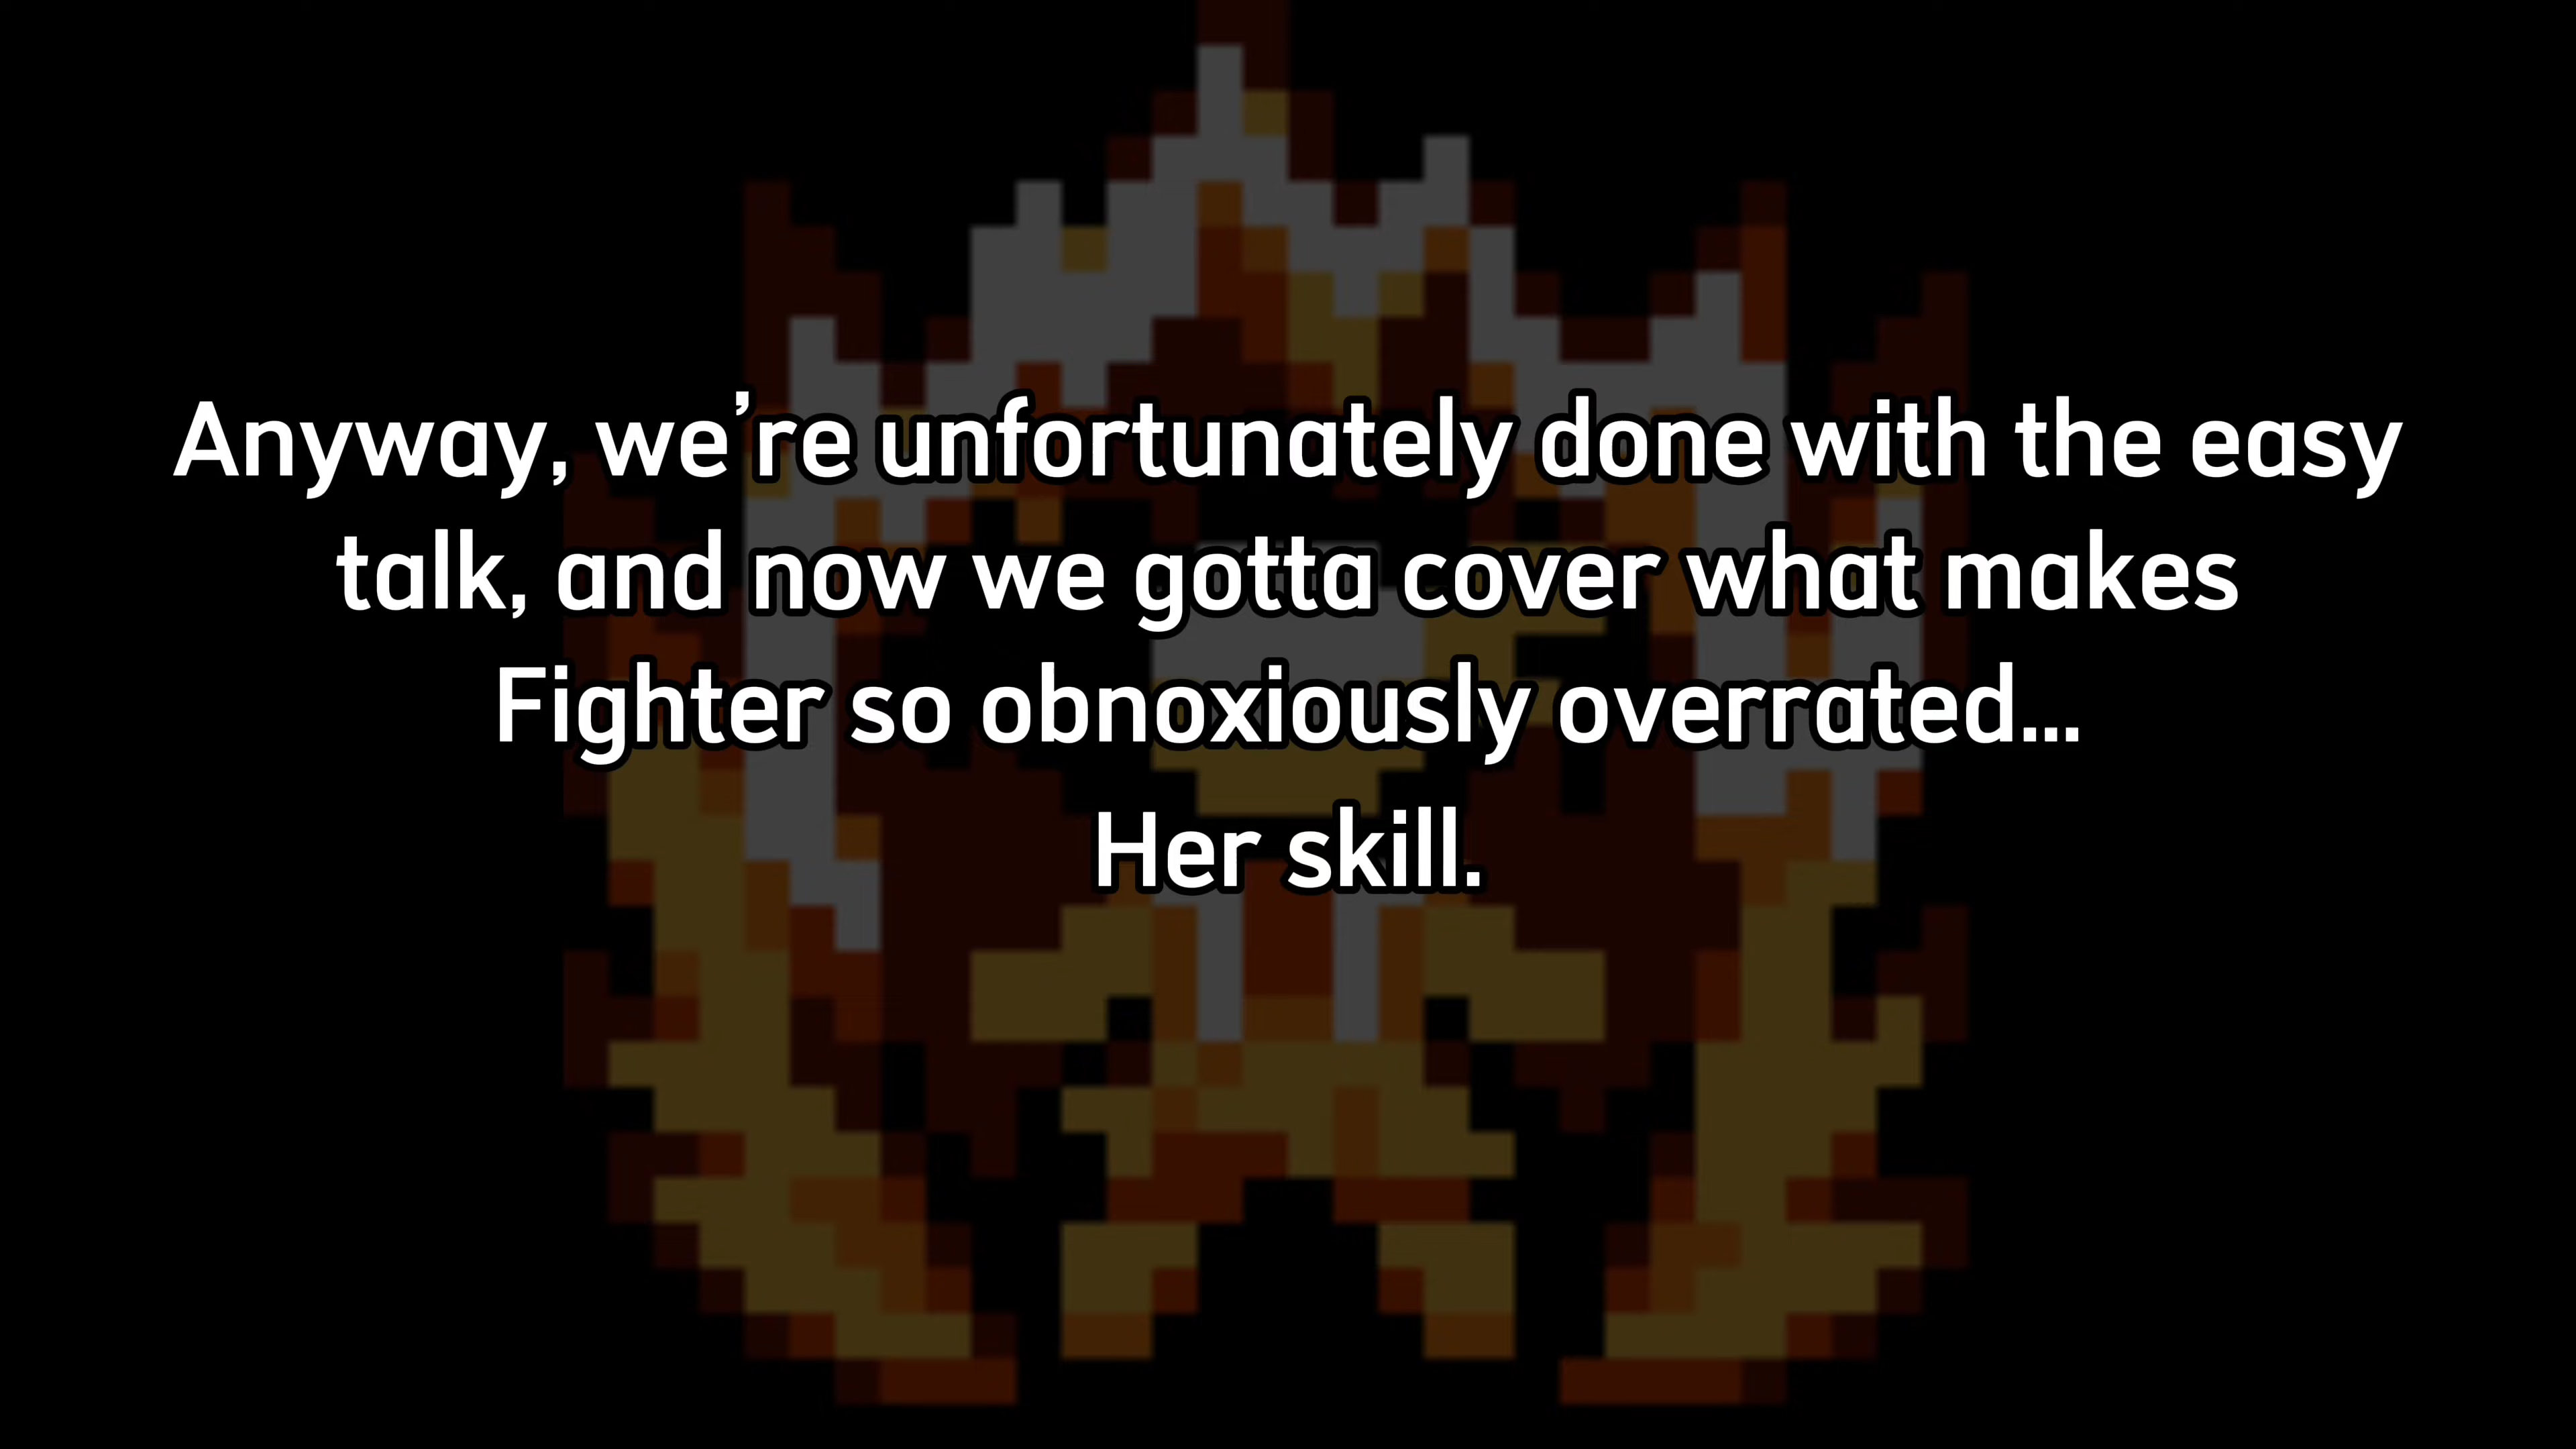 Anyway, we’re unfortunately done with the easy
talk, and now we gotta cover what makes
Fighter so obnoxiously overrated...
Her skill.